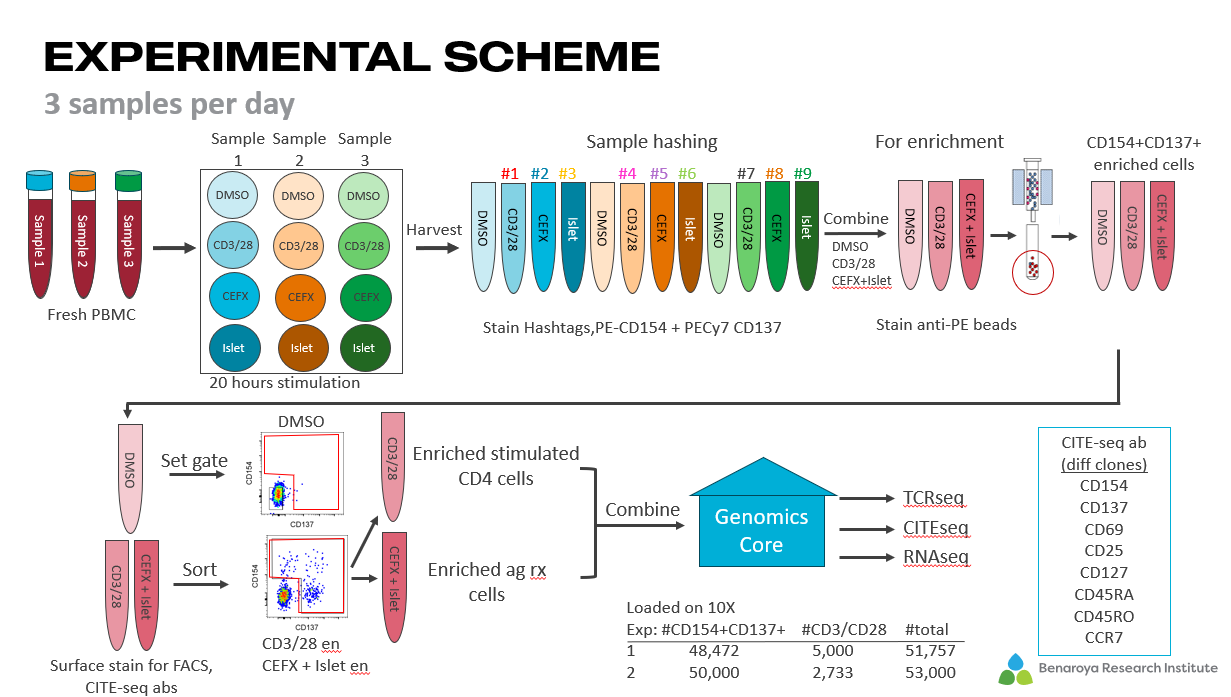 EXPERIMENTAL SCHEME
3 samples per day
Sample 1
Sample 2
Sample 3
Fresh PBMC
Sample Sample Sample
1 2 3
DMSO DMSO DMSO
CD3/28 CD3/28 CD3/28
CEFX CEFX CEFX
Islet Islet Islet
20 hours stimulation
Harvest
Sample hashing
#1 #2 #3 #4 #5 #6 #7 #8 #9
DMSO CD3/28 CEFX Islet DMSO CD3/28 CEFX Islet DMSO CD3/28 CEFX Islet
Stain Hashtags,PE-CD154 + PECy7 CD137
Combine
DMSO
CD3/28
CEFX+Islet
For enrichment
DMSO CD3/28 CEFX + Islet
Stain anti-PE beads
CD154+CD137+
enriched cells
DMSO CD3/28 CEFX + Islet
DMSO
Set gate
DMSO
CD154
CD137
CD3/28
Enriched stimulated
CD4 cells
CD3/28 CEFX + Islet
Sort
CD154
CD137
CEFX + Islet
Enriched ag rx
cells
CD3/28 en
CEFX + Islet en
Surface stain for FACS,
CITE-seq abs
Combine
Genomics
Core
TCRseq
CITEseq
RNAseq
Loaded on 10X
Exp: #CD154+CD137+ #CD3/CD28 #total
1 48,472 5,000 51,757
2 50,000 2,733 53,000
CITE-seq ab
(diff clones)
CD154
CD137
CD69
CD25
CD127
CD45RA
CD45RO
CCR7
Benaroya Research Institute